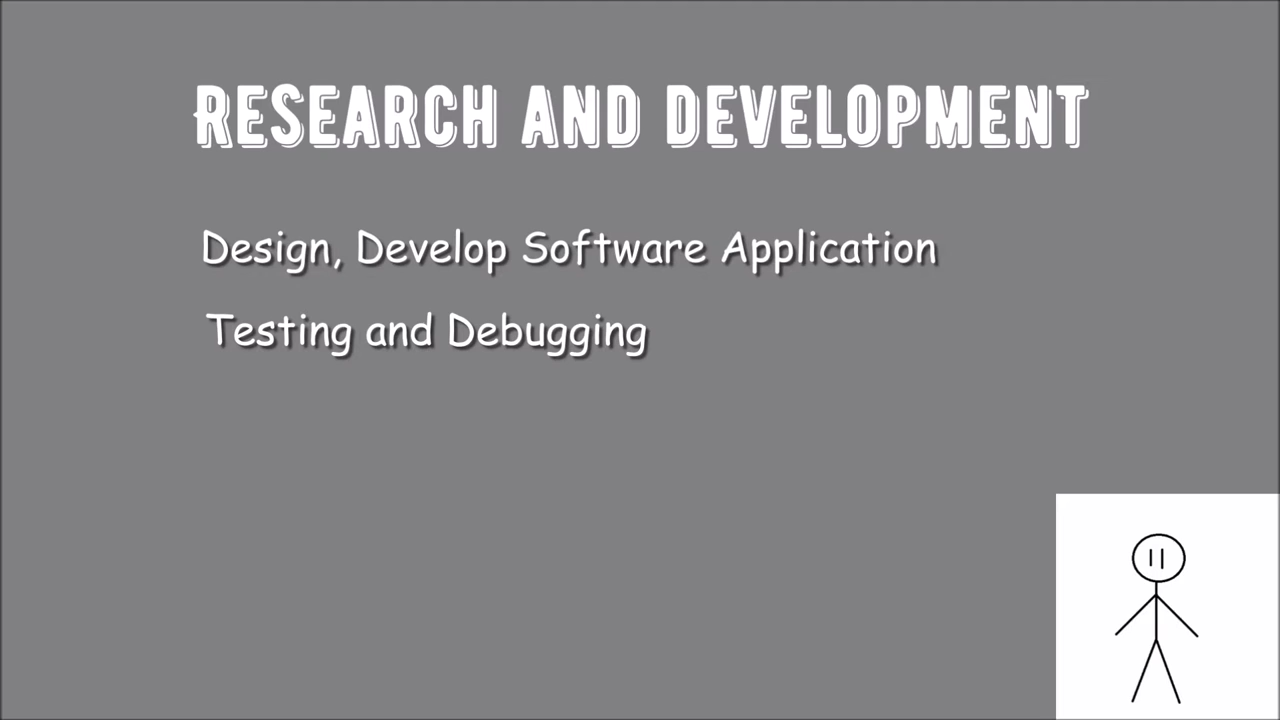 RESEARCH AND DEVELOPMENT
Design, Develop Software Application
Testing and Debugging